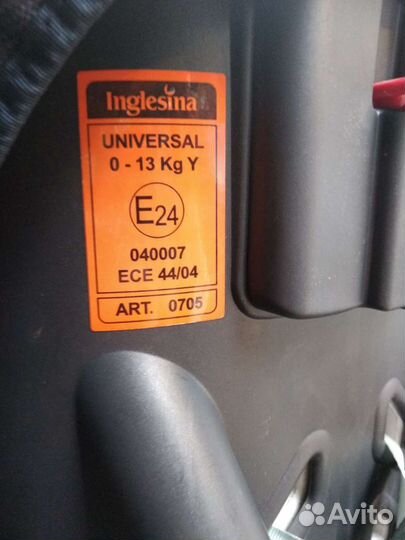 Inglesina
UNIVERSAL
0 - 13 Kg Y
E24
040007
ECE 44/04
ART. 0705
Avito